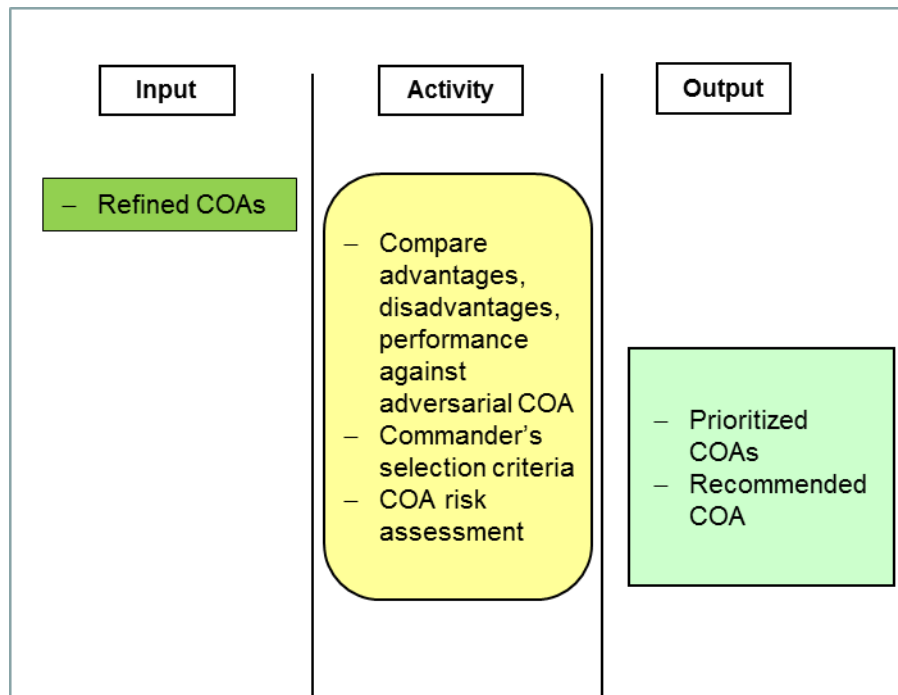 Input
Activity
Output
– Refined COAs
– Compare
advantages,
disadvantages,
performance
against
adversarial COA
– Commander’s
selection criteria
– COA risk
assessment
– Prioritized
COAs
– Recommended
COA